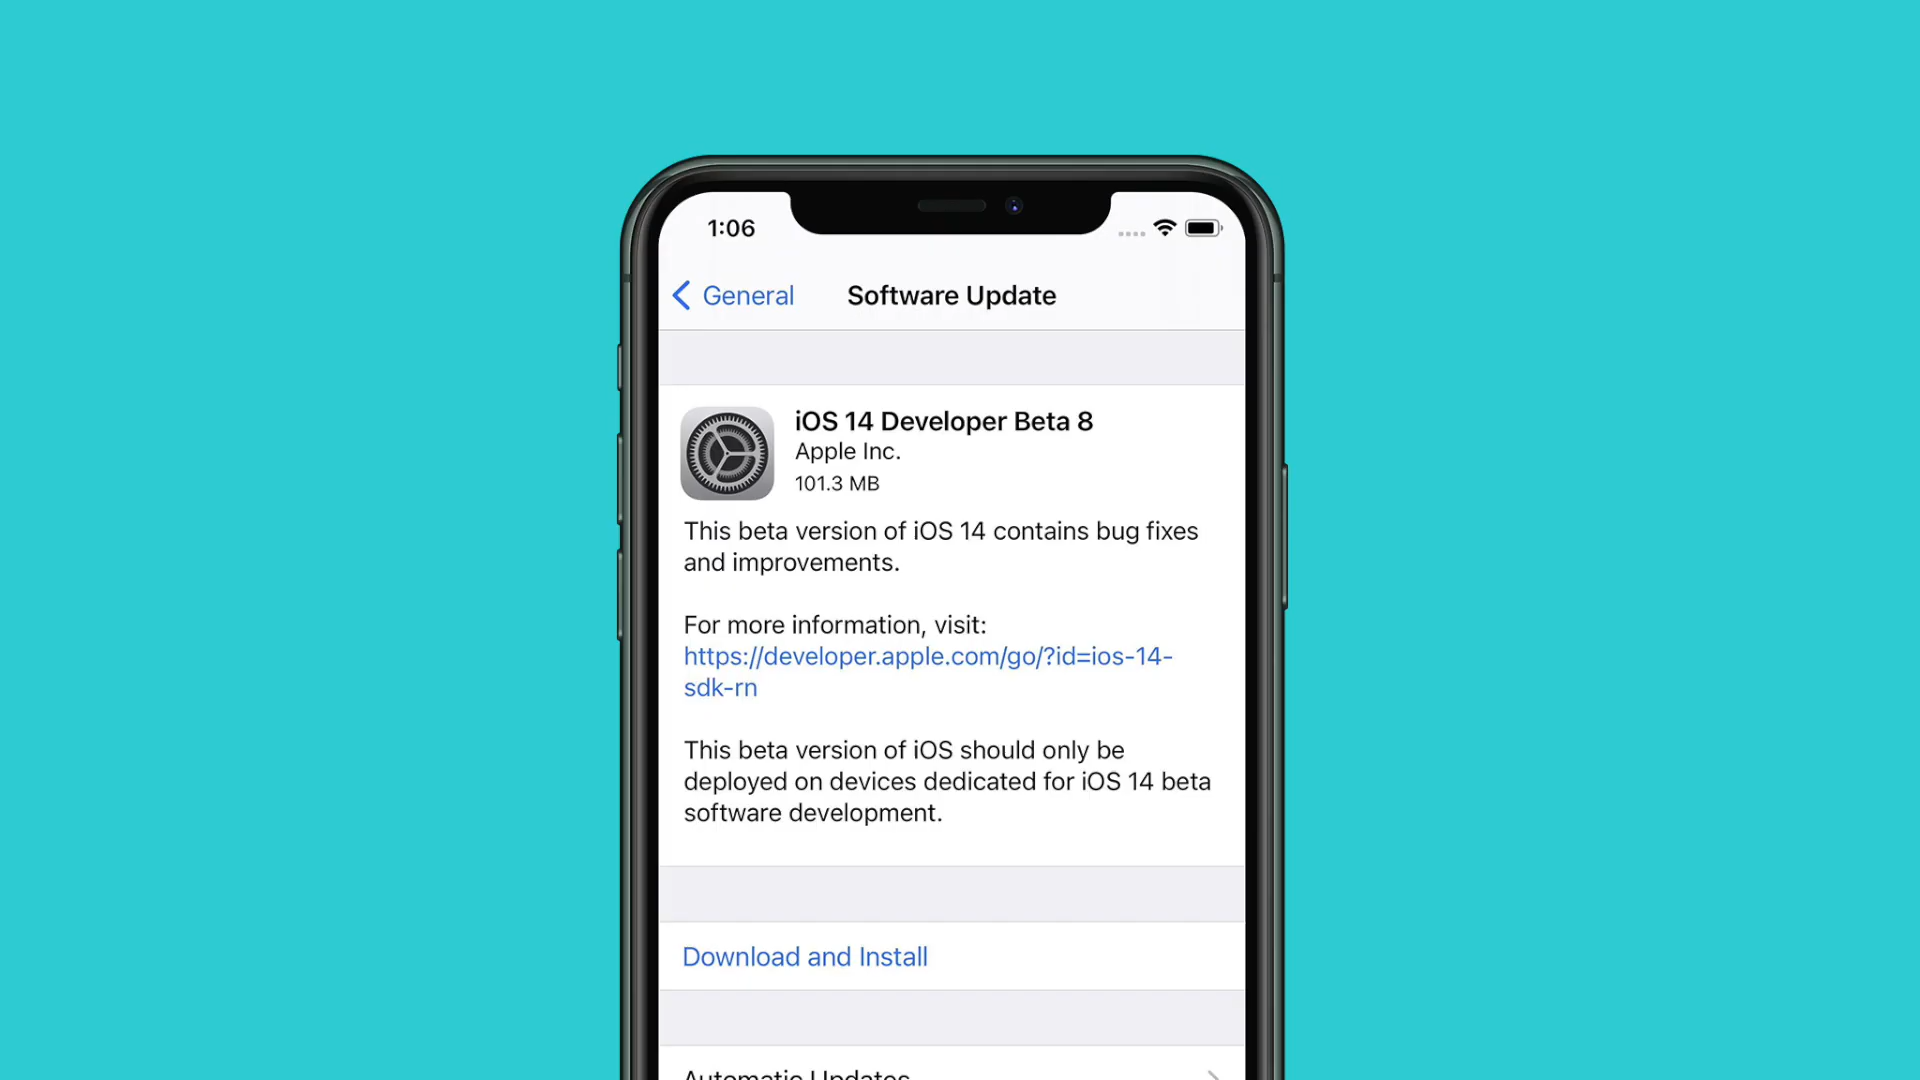 1:06
General
Software Update
iOS 14 Developer Beta 8
Apple Inc.
101.3 MB
This beta version of iOS 14 contains bug fixes
and improvements.
For more information, visit:
https://developer.apple.com/go/?id=ios-14-
sdk-rn
This beta version of iOS should only be
deployed on devices dedicated for iOS 14 beta
software development.
Download and Install
Automatic Updates